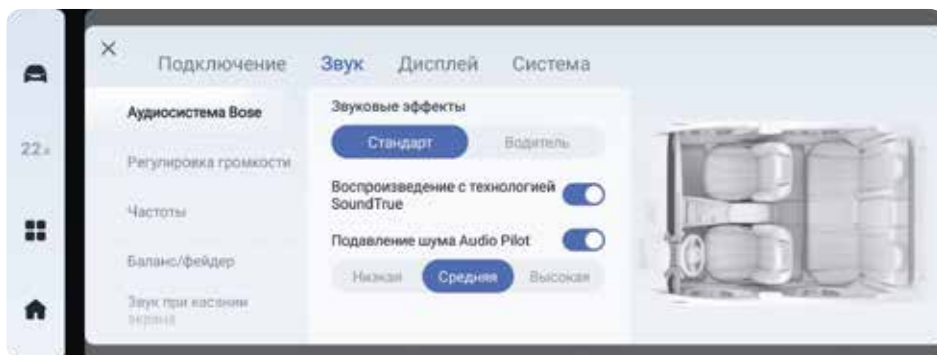 Подключение Звук Дисплей Система
Аудиосистема Bose
Регулировка громкости
Частоты
Баланс/фейдер
Звук при касании
экрана
Звуковые эффекты
Стандарт Водитель
Воспроизведение с технологией
SoundTrue
Подавление шума Audio Pilot
Низкая Средняя Высокая